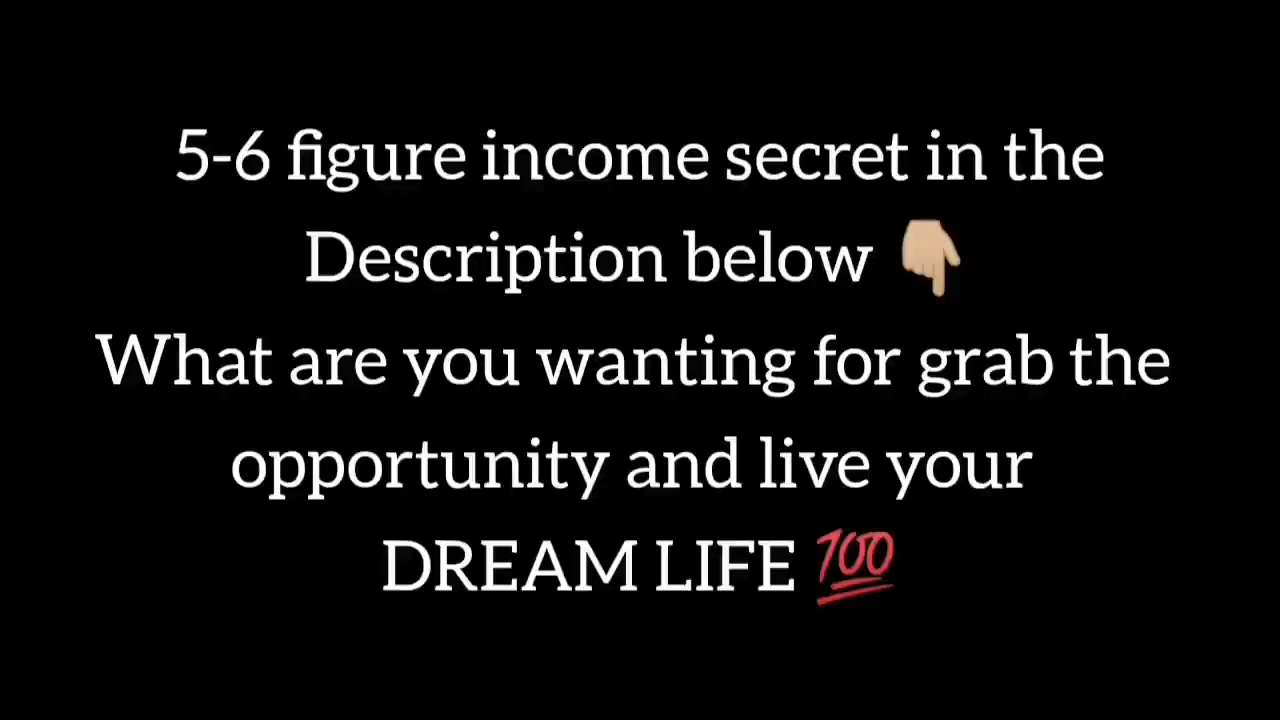 5-6 figure income secret in the
Description below 👇🏼
What are you wanting for grab the
opportunity and live your
DREAM LIFE 💯